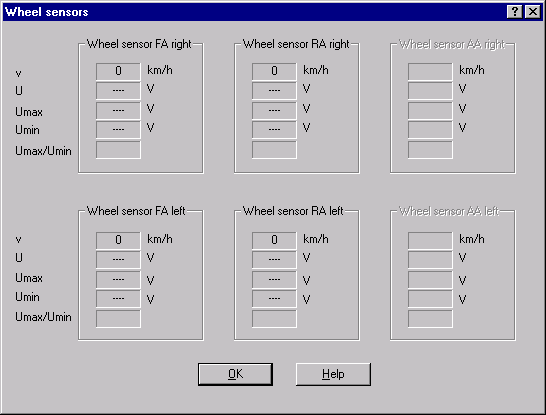 Wheel sensors
Wheel sensor FA right Wheel sensor RA right Wheel sensor AA right
v 0 km/h 0 km/h km/h
U ---- V ---- V V
Umax ---- V ---- V V
Umin ---- V ---- V V
Umax/Umin
Wheel sensor FA left Wheel sensor RA left Wheel sensor AA left
v 0 km/h 0 km/h km/h
U ---- V ---- V V
Umax ---- V ---- V V
Umin ---- V ---- V V
Umax/Umin
OK Help